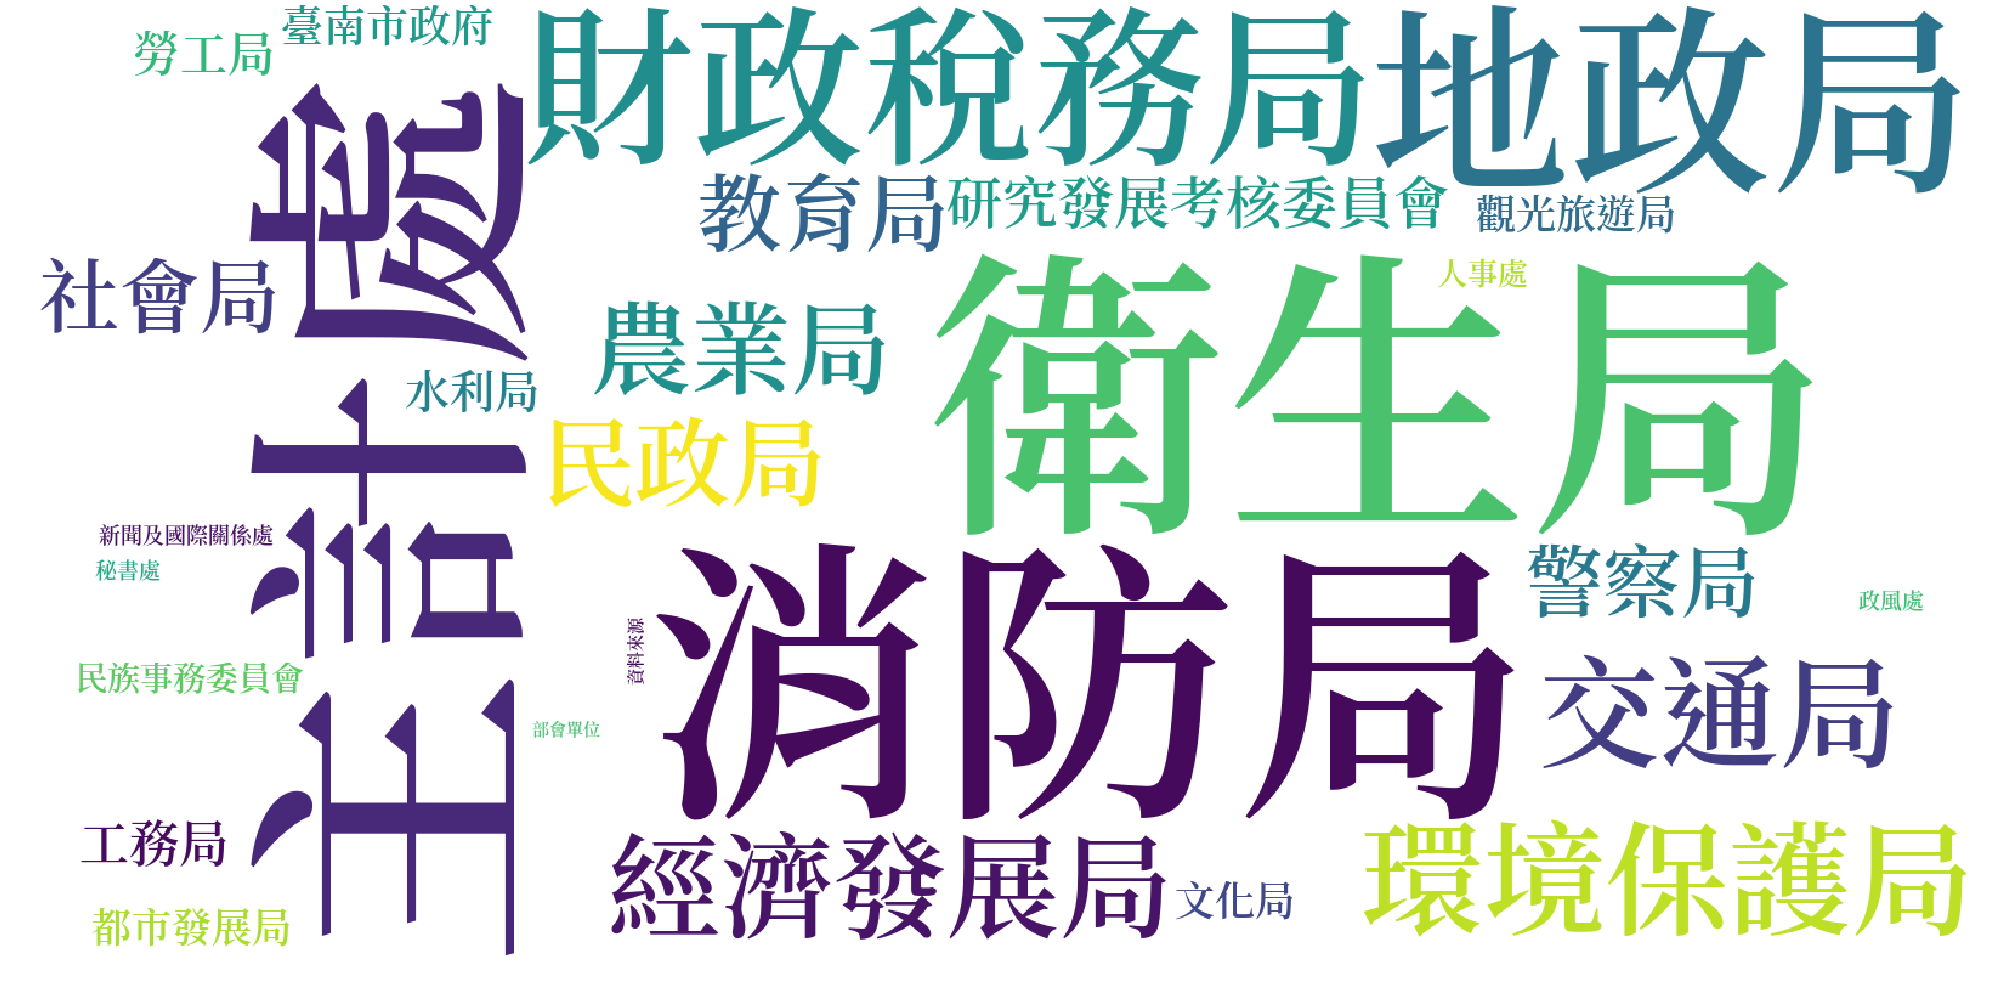 臺南市政府
勞工局
財政稅務局
地政局
主計處
教育局
研究發展考核委員會
觀光旅遊局
社會局
衛生局
人事處
農業局
水利局
民政局
新聞及國際關係處
秘書處
消防局
警察局
政風處
資料來源
民族事務委員會
交通局
部會單位
工務局
經濟發展局
環境保護局
文化局
都市發展局